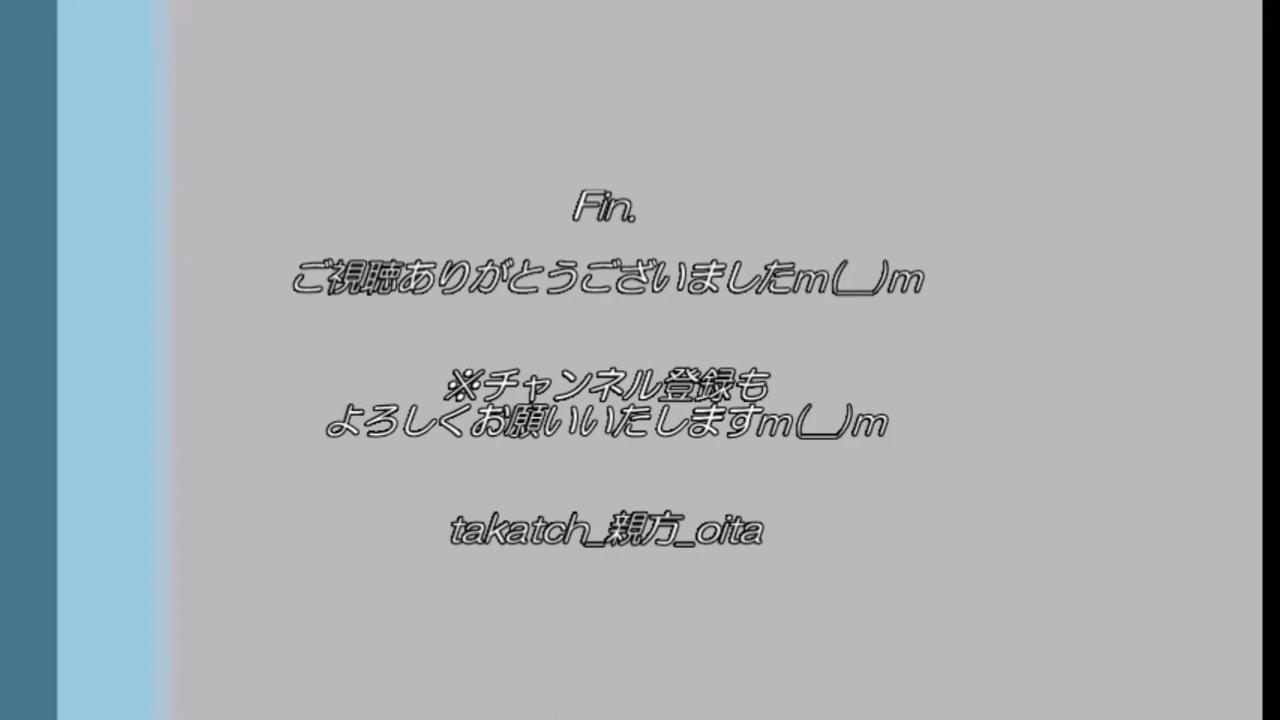 Fin.
ご視聴ありがとうございましたm(__)m
※チャンネル登録も
よろしくお願いいたしますm(__)m
takatch_親方_oita